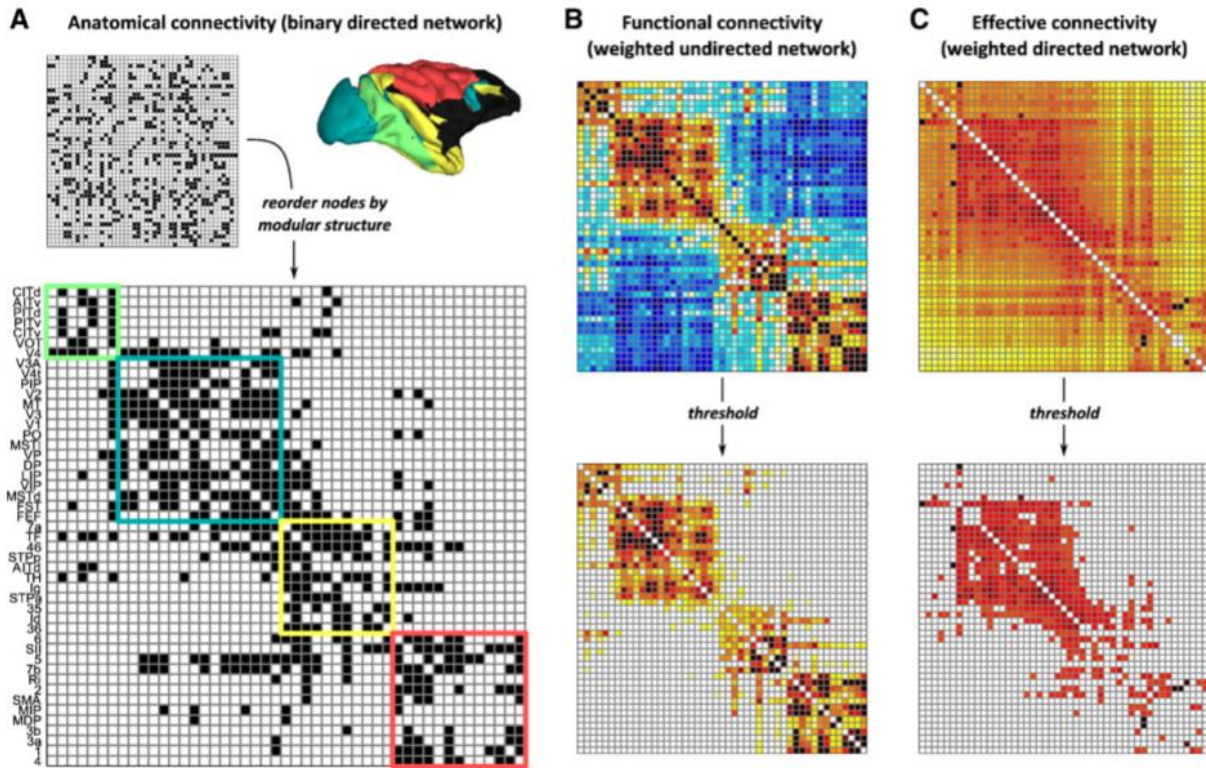 A
Anatomical connectivity (binary directed network)
reorder nodes by
modular structure
CITd
AITv
PITd
PITv
CITv
VOT
V4
V3A
V4t
PIP
V2
MT
V3
V1
PO
MSTl
VP
DP
LIP
VIP
MSTd
FST
FEF
7a
TF
46
STPp
AITd
TH
Ig
STPa
35
Id
36
6
SII
5
7b
Ri
2
SMA
MIP
MDP
3b
3a
1
4
B
Functional connectivity
(weighted undirected network)
threshold
C
Effective connectivity
(weighted directed network)
threshold